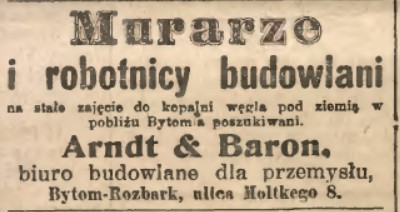 Murarze
i robotnicy budowlani
na stałe zajęcie do kopalni węgla pod ziemią w
pobliżu Bytomia poszukiwani.
Arndt & Baron,
biuro budowlane dla przemysłu,
Bytom-Rozbark, ulica Moltkego 8.